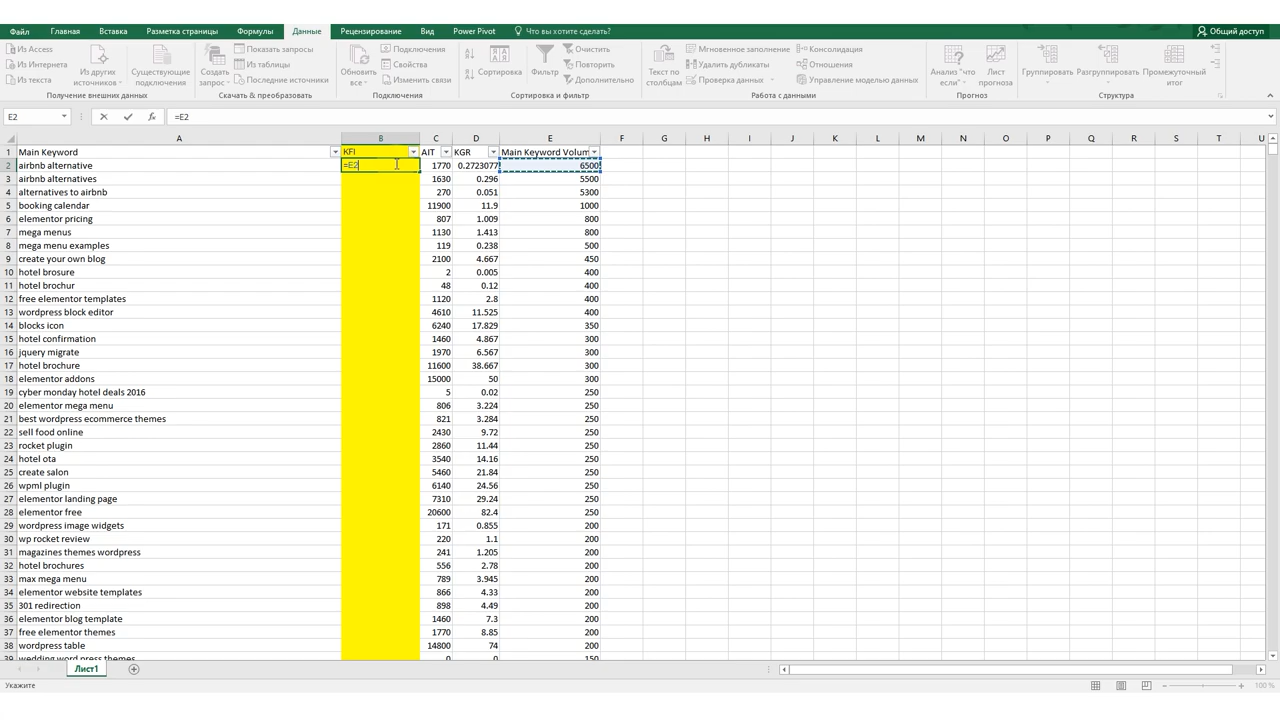 Файл Главная Вставка Разметка страницы Формулы Данные Рецензирование Вид Power Pivot Что вы хотите сделать? Общий доступ
Из Access
Из Интернета
Из текста
Из других источников
Существующие подключения
Получение внешних данных
Создать запрос
Показать запросы
Из таблицы
Последние источники
Скачать & преобразовать
Обновить все
Подключения
Свойства
Изменить связи
Подключения
Сортировка
Фильтр
Очистить
Повторить
Дополнительно
Сортировка и фильтр
Текст по столбцам
Мгновенное заполнение
Удалить дубликаты
Проверка данных
Консолидация
Отношения
Управление моделью данных
Работа с данными
Анализ "что если"
Лист прогноза
Прогноз
Группировать
Разгруппировать
Промежуточный итог
Структура
E2 fx =E2
A B C D E F G H I J K L M N O P Q R S T U
1 Main Keyword KFI AIT KGR Main Keyword Volum
2 airbnb alternative =E2 1770 0.2723077 6500
3 airbnb alternatives 1630 0.296 5500
4 alternatives to airbnb 270 0.051 5300
5 booking calendar 11900 11.9 1000
6 elementor pricing 807 1.009 800
7 mega menus 1130 1.413 800
8 mega menu examples 119 0.238 500
9 create your own blog 2100 4.667 450
10 hotel brosure 2 0.005 400
11 hotel brochur 48 0.12 400
12 free elementor templates 1120 2.8 400
13 wordpress block editor 4610 11.525 400
14 blocks icon 6240 17.829 350
15 hotel confirmation 1460 4.867 300
16 jquery migrate 1970 6.567 300
17 hotel brochure 11600 38.667 300
18 elementor addons 15000 50 300
19 cyber monday hotel deals 2016 5 0.02 250
20 elementor mega menu 806 3.224 250
21 best wordpress ecommerce themes 821 3.284 250
22 sell food online 2430 9.72 250
23 rocket plugin 2860 11.44 250
24 hotel ota 3540 14.16 250
25 create salon 5460 21.84 250
26 wpml plugin 6140 24.56 250
27 elementor landing page 7310 29.24 250
28 elementor free 20600 82.4 250
29 wordpress image widgets 171 0.855 200
30 wp rocket review 220 1.1 200
31 magazines themes wordpress 241 1.205 200
32 hotel brochures 556 2.78 200
33 max mega menu 789 3.945 200
34 elementor website templates 866 4.33 200
35 301 redirection 898 4.49 200
36 elementor blog template 1460 7.3 200
37 free elementor themes 1770 8.85 200
38 wordpress table 14800 74 200
39 wedding word press themes 0 0 150
Лист1
Укажите 100 %